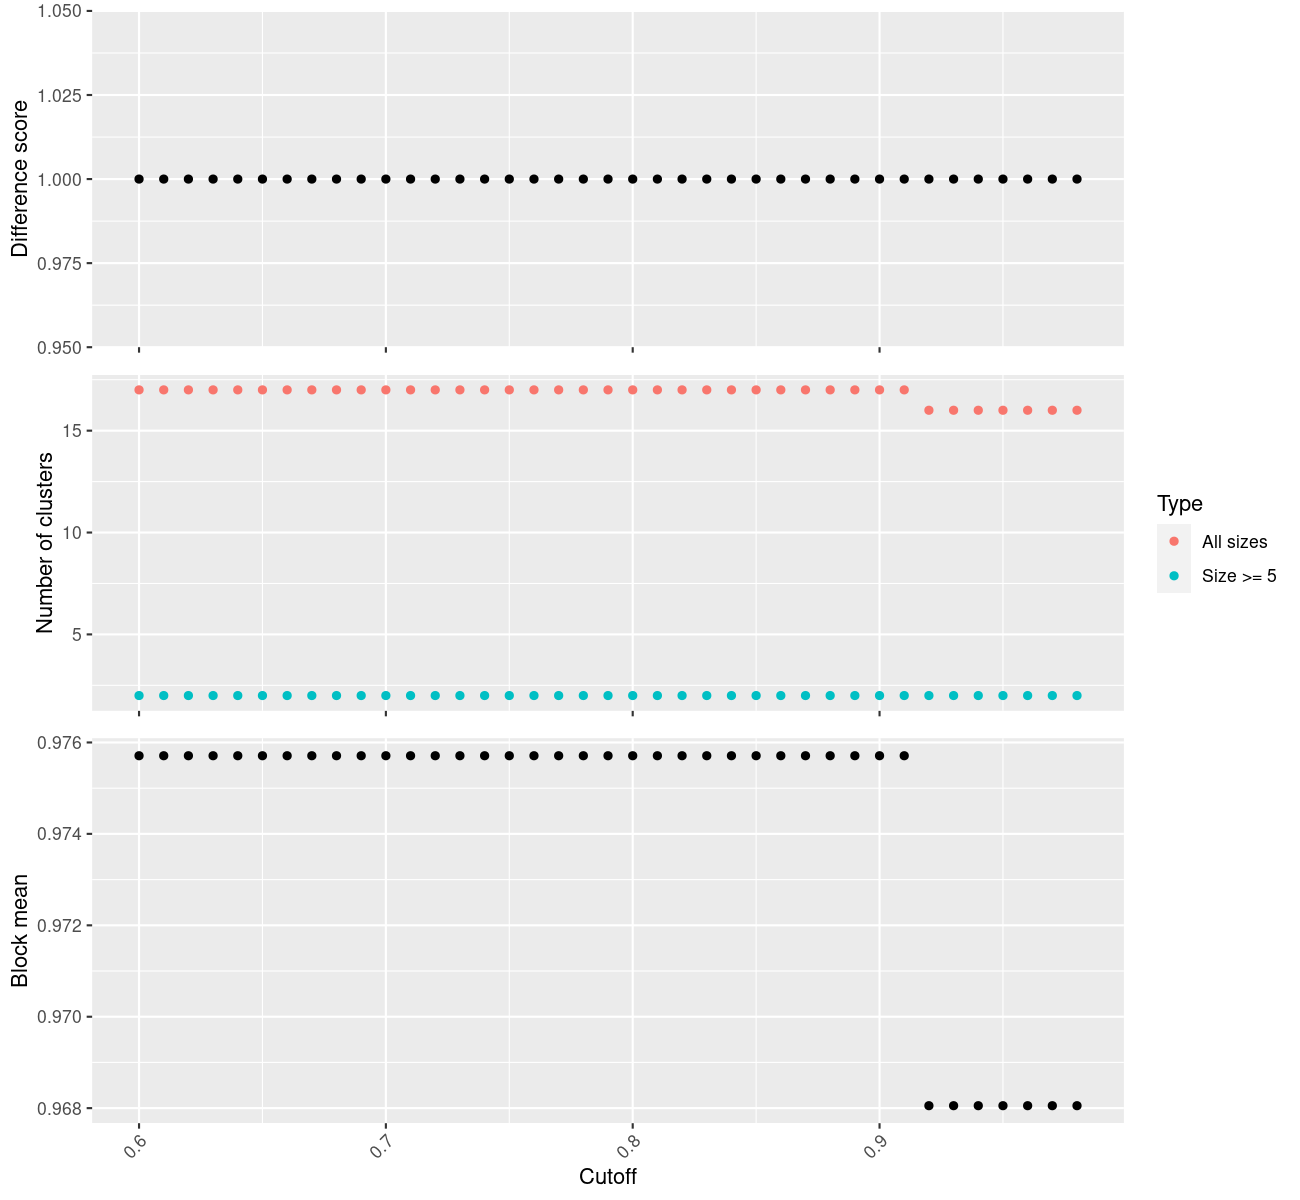 1.050
1.025
1.000
0.975
0.950
Difference score
15
10
5
Number of clusters
Type
All sizes
Size >= 5
0.976
0.974
0.972
0.970
0.968
Block mean
0.6
0.7
0.8
0.9
Cutoff